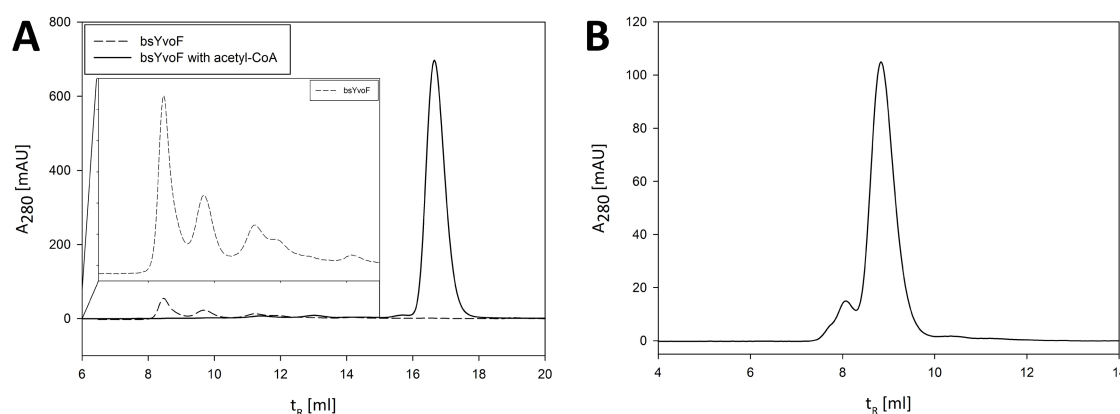 A
800
600
400
200
0
A280 [mAU]
bsYvoF
bsYvoF with acetyl-CoA
bsYvoF
6 8 10 12 14 16 18 20
tR [ml]
B
120
100
80
60
40
20
0
A280 [mAU]
4 6 8 10 12 14
tR [ml]